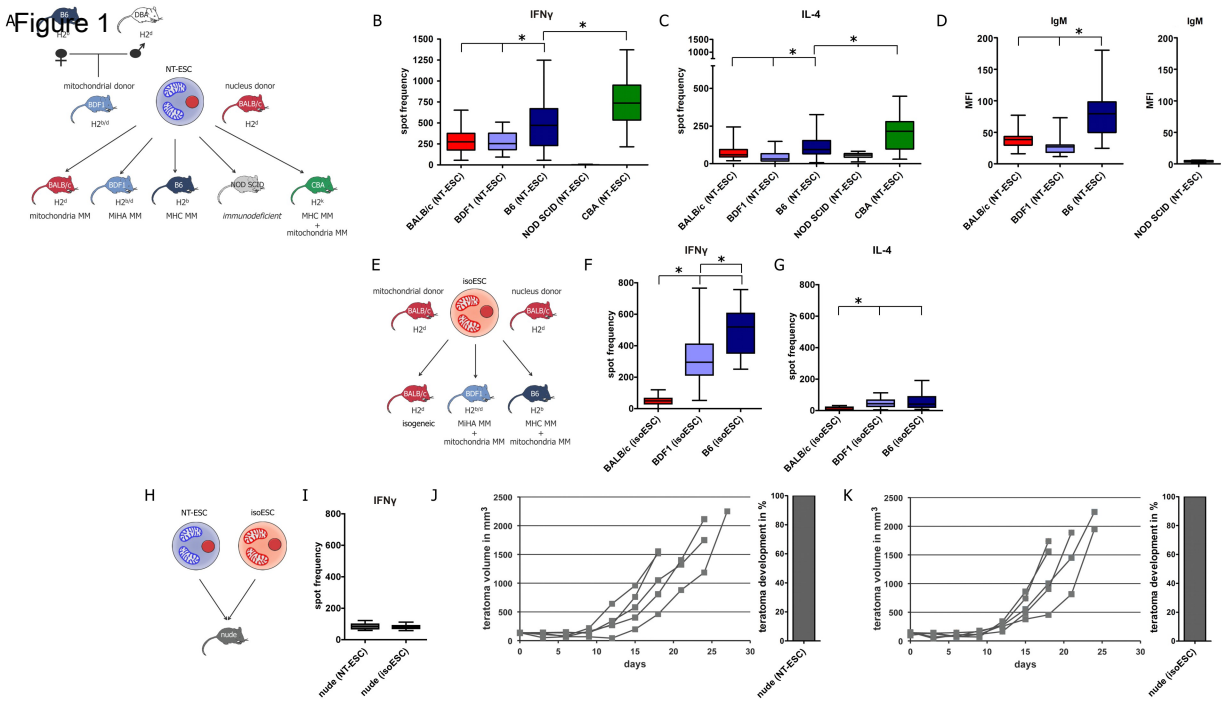 Figure 1
A
B6
H2b
DBA
H2d
♀
♂
NT-ESC
mitochondrial donor
nucleus donor
BDF1
H2b/d
BALB/c
H2d
BALB/c
H2d
mitochondria MM
BDF1
H2b/d
MiHA MM
B6
H2b
MHC MM
NOD SCID
immunodeficient
CBA
H2k
MHC MM
+
mitochondria MM
B
IFNγ
*
*
spot frequency
1500
1250
1000
750
500
250
0
BALB/c (NT-ESC)
BDF1 (NT-ESC)
B6 (NT-ESC)
NOD SCID (NT-ESC)
CBA (NT-ESC)
C
IL-4
*
*
spot frequency
1500
1000
500
250
0
BALB/c (NT-ESC)
BDF1 (NT-ESC)
B6 (NT-ESC)
NOD SCID (NT-ESC)
CBA (NT-ESC)
D
IgM
*
MFI
200
150
100
50
0
BALB/c (NT-ESC)
BDF1 (NT-ESC)
B6 (NT-ESC)
IgM
MFI
200
150
100
50
0
NOD SCID (NT-ESC)
E
isoESC
mitochondrial donor
nucleus donor
BALB/c
H2d
BALB/c
H2d
BALB/c
H2d
isogeneic
BDF1
H2b/d
MiHA MM
+
mitochondria MM
B6
H2b
MHC MM
+
mitochondria MM
F
IFNγ
*
*
spot frequency
800
600
400
200
0
BALB/c (isoESC)
BDF1 (isoESC)
B6 (isoESC)
G
IL-4
*
spot frequency
800
600
400
200
0
BALB/c (isoESC)
BDF1 (isoESC)
B6 (isoESC)
H
NT-ESC
isoESC
nude
I
IFNγ
spot frequency
800
600
400
200
0
nude (NT-ESC)
nude (isoESC)
J
teratoma volume in mm3
2500
2000
1500
1000
500
0
0 5 10 15 20 25 30
days
teratoma development in %
100
80
60
40
20
0
nude (NT-ESC)
K
teratoma volume in mm3
2500
2000
1500
1000
500
0
0 5 10 15 20 25 30
days
teratoma development in %
100
80
60
40
20
0
nude (isoESC)